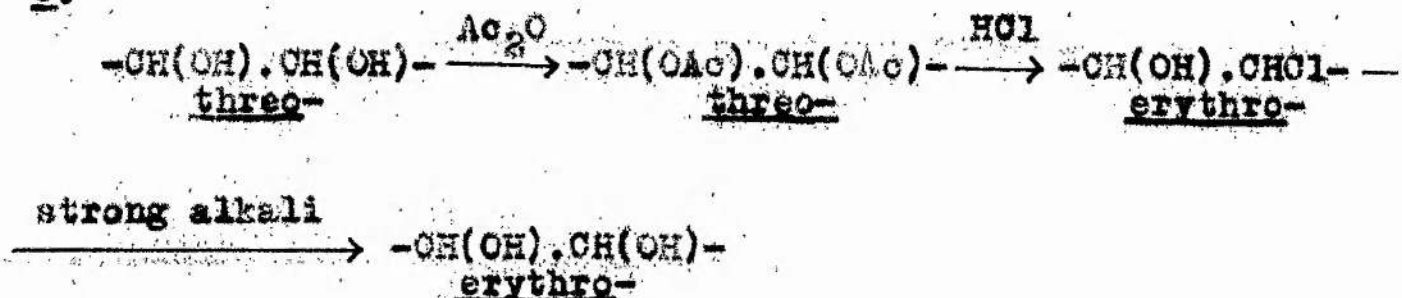 Ac2O HCl
-CH(OH).CH(OH)- ⟶ -CH(OAc).CH(OAc)- ⟶ -CH(OH).CHCl- —
threo- threo- erythro-
strong alkali
⟶ -CH(OH).CH(OH)-
erythro-